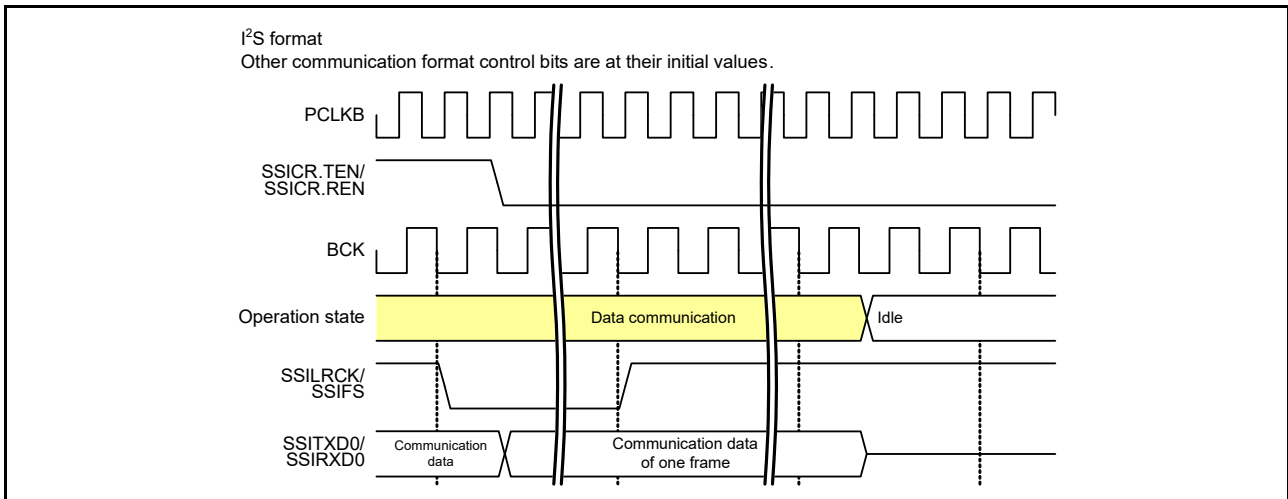 I²S format
Other communication format control bits are at their initial values.
PCLKB
SSICR.TEN/
SSICR.REN
BCK
Operation state
Data communication
Idle
SSILRCK/
SSIFS
SSITXD0/
SSIRXD0
Communication
data
Communication data
of one frame